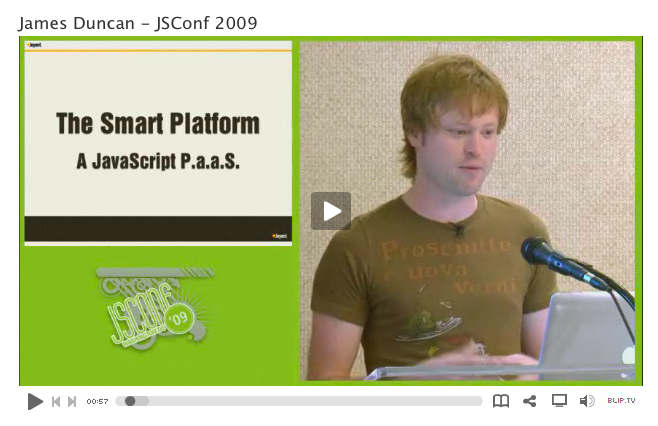 James Duncan – JSConf 2009
Joyent
The Smart Platform
A JavaScript P.a.a.S.
Joyent
JSCONF
'09
Prosciutto
e uova
Verdi
00:57
BLIP.TV